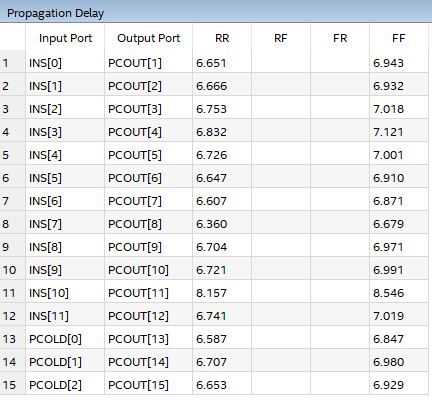 Propagation Delay
Input Port Output Port RR RF FR FF
1 INS[0] PCOUT[1] 6.651 6.943
2 INS[1] PCOUT[2] 6.666 6.932
3 INS[2] PCOUT[3] 6.753 7.018
4 INS[3] PCOUT[4] 6.832 7.121
5 INS[4] PCOUT[5] 6.726 7.001
6 INS[5] PCOUT[6] 6.647 6.910
7 INS[6] PCOUT[7] 6.607 6.871
8 INS[7] PCOUT[8] 6.360 6.679
9 INS[8] PCOUT[9] 6.704 6.971
10 INS[9] PCOUT[10] 6.721 6.991
11 INS[10] PCOUT[11] 8.157 8.546
12 INS[11] PCOUT[12] 6.741 7.019
13 PCOLD[0] PCOUT[13] 6.587 6.847
14 PCOLD[1] PCOUT[14] 6.707 6.980
15 PCOLD[2] PCOUT[15] 6.653 6.929